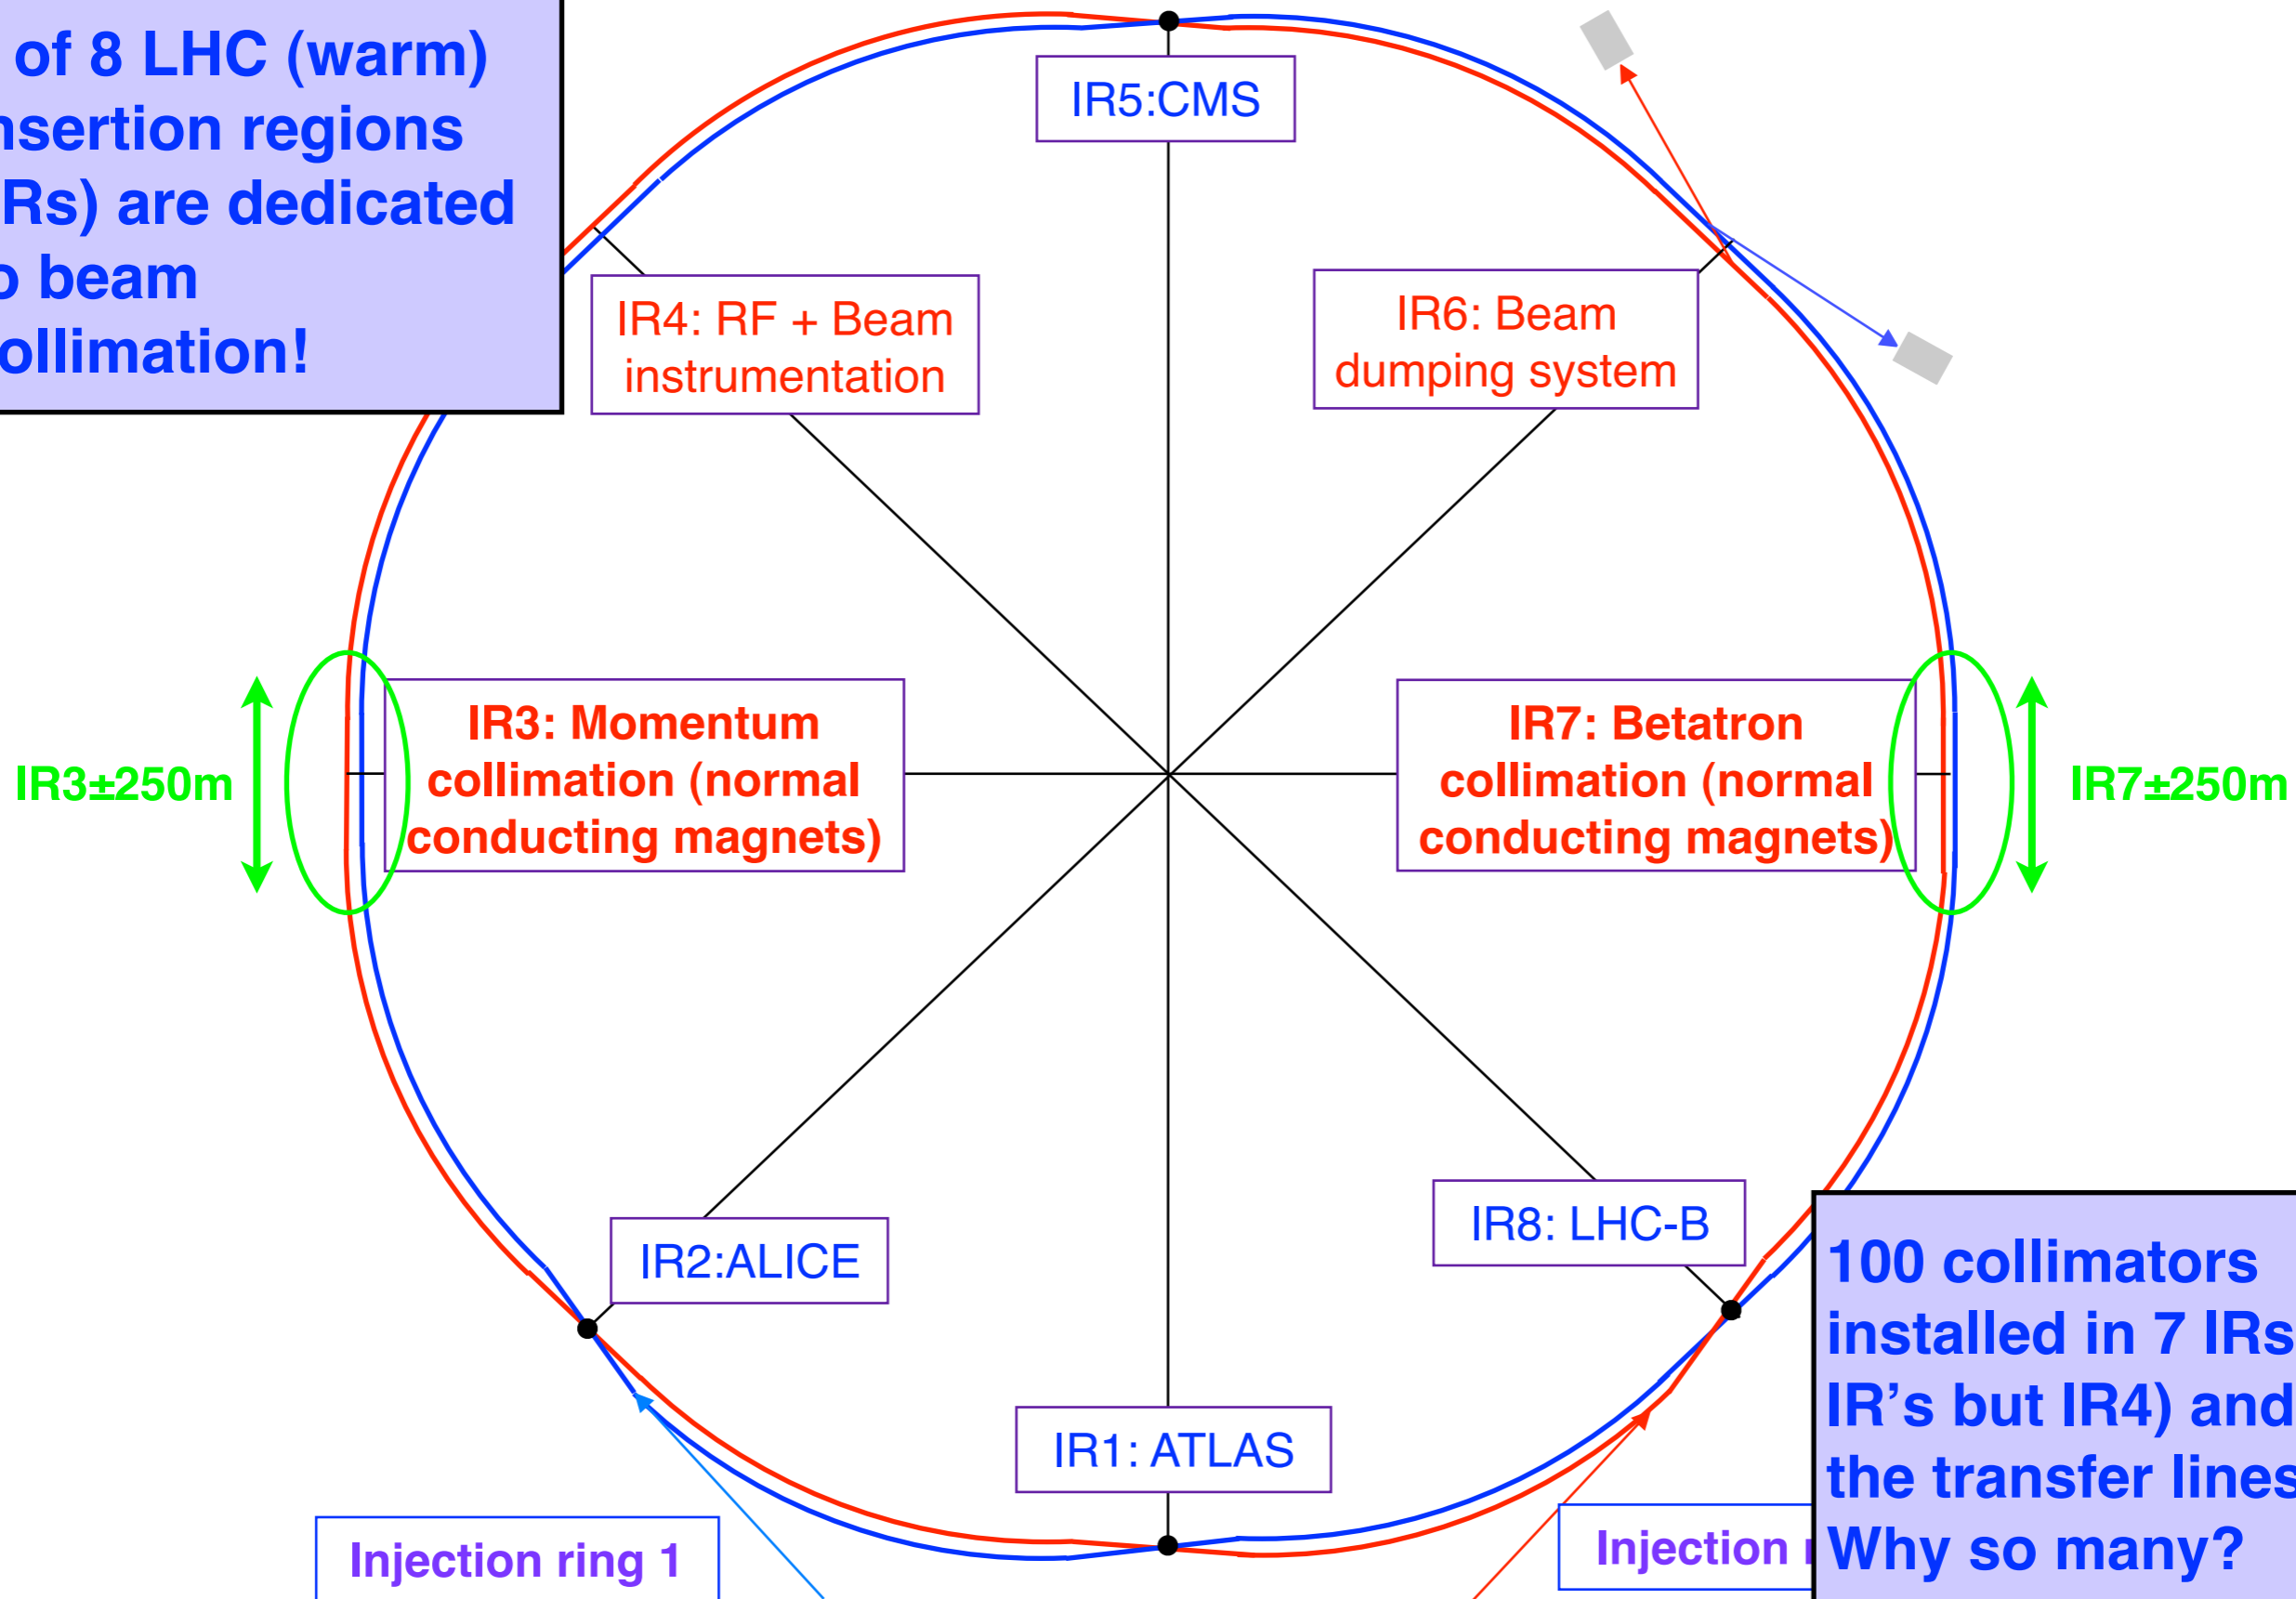 of 8 LHC (warm)
nsertion regions
Rs) are dedicated
o beam
ollimation!
IR5:CMS
IR4: RF + Beam
instrumentation
IR6: Beam
dumping system
IR3±250m
IR3: Momentum
collimation (normal
conducting magnets)
IR7: Betatron
collimation (normal
conducting magnets)
IR7±250m
IR2:ALICE
IR8: LHC-B
IR1: ATLAS
100 collimators
installed in 7 IRs
IR's but IR4) and
the transfer lines
Why so many?
Injection ring 1
Injection